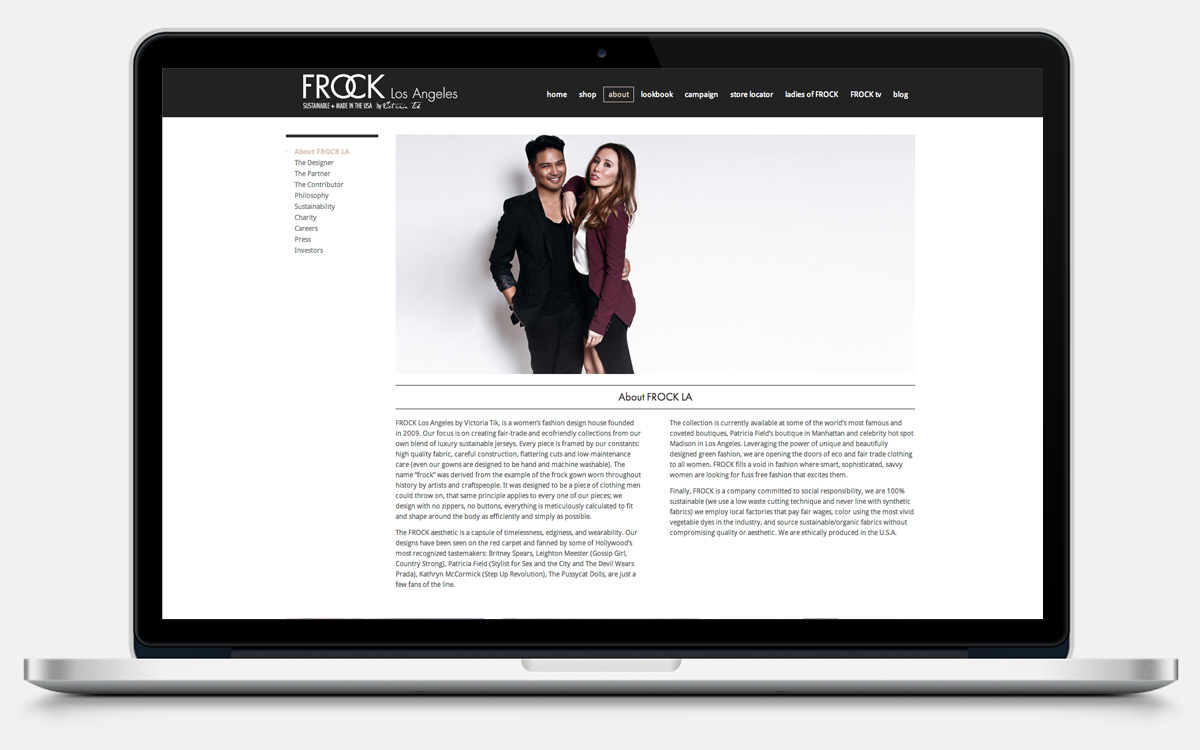 FROCK Los Angeles
SUSTAINABLE + MADE IN THE USA by Victoria Tik
home shop about lookbook campaign store locator ladies of FROCK FROCK tv blog
About FROCK LA
The Designer
The Partner
The Contributor
Philosophy
Sustainability
Charity
Careers
Press
Investors
About FROCK LA
FROCK Los Angeles by Victoria Tik, is a women's fashion design house founded
in 2009. Our focus is on creating fair-trade and ecofriendly collections from our
own blend of luxury sustainable jerseys. Every piece is framed by our constants:
high quality fabric, careful construction, flattering cuts and low-maintenance
care (even our gowns are designed to be hand and machine washable). The
name "frock" was derived from the example of the frock gown worn throughout
history by artists and craftspeople. It was designed to be a piece of clothing men
could throw on, that same principle applies to every one of our pieces; we
design with no zippers, no buttons, everything is meticulously calculated to fit
and shape around the body as efficiently and simply as possible.
The FROCK aesthetic is a capsule of timelessness, edginess, and wearability. Our
designs have been seen on the red carpet and fanned by some of Hollywood's
most recognized tastemakers: Britney Spears, Leighton Meester (Gossip Girl,
Country Strong), Patricia Field (Stylist for Sex and the City and The Devil Wears
Prada), Kathryn McCormick (Step Up Revolution), The Pussycat Dolls, are just a
few fans of the line.
The collection is currently available at some of the world's most famous and
coveted boutiques, Patricia Field's boutique in Manhattan and celebrity hot spot
Madison in Los Angeles. Leveraging the power of unique and beautifully
designed green fashion, we are opening the doors of eco and fair trade clothing
to all women. FROCK fills a void in fashion where smart, sophisticated, savvy
women are looking for fuss free fashion that excites them.
Finally, FROCK is a company committed to social responsibility, we are 100%
sustainable (we use a low waste cutting technique and never line with synthetic
fabrics) we employ local factories that pay fair wages, color using the most vivid
vegetable dyes in the industry, and source sustainable/organic fabrics without
compromising quality or aesthetic. We are ethically produced in the U.S.A.